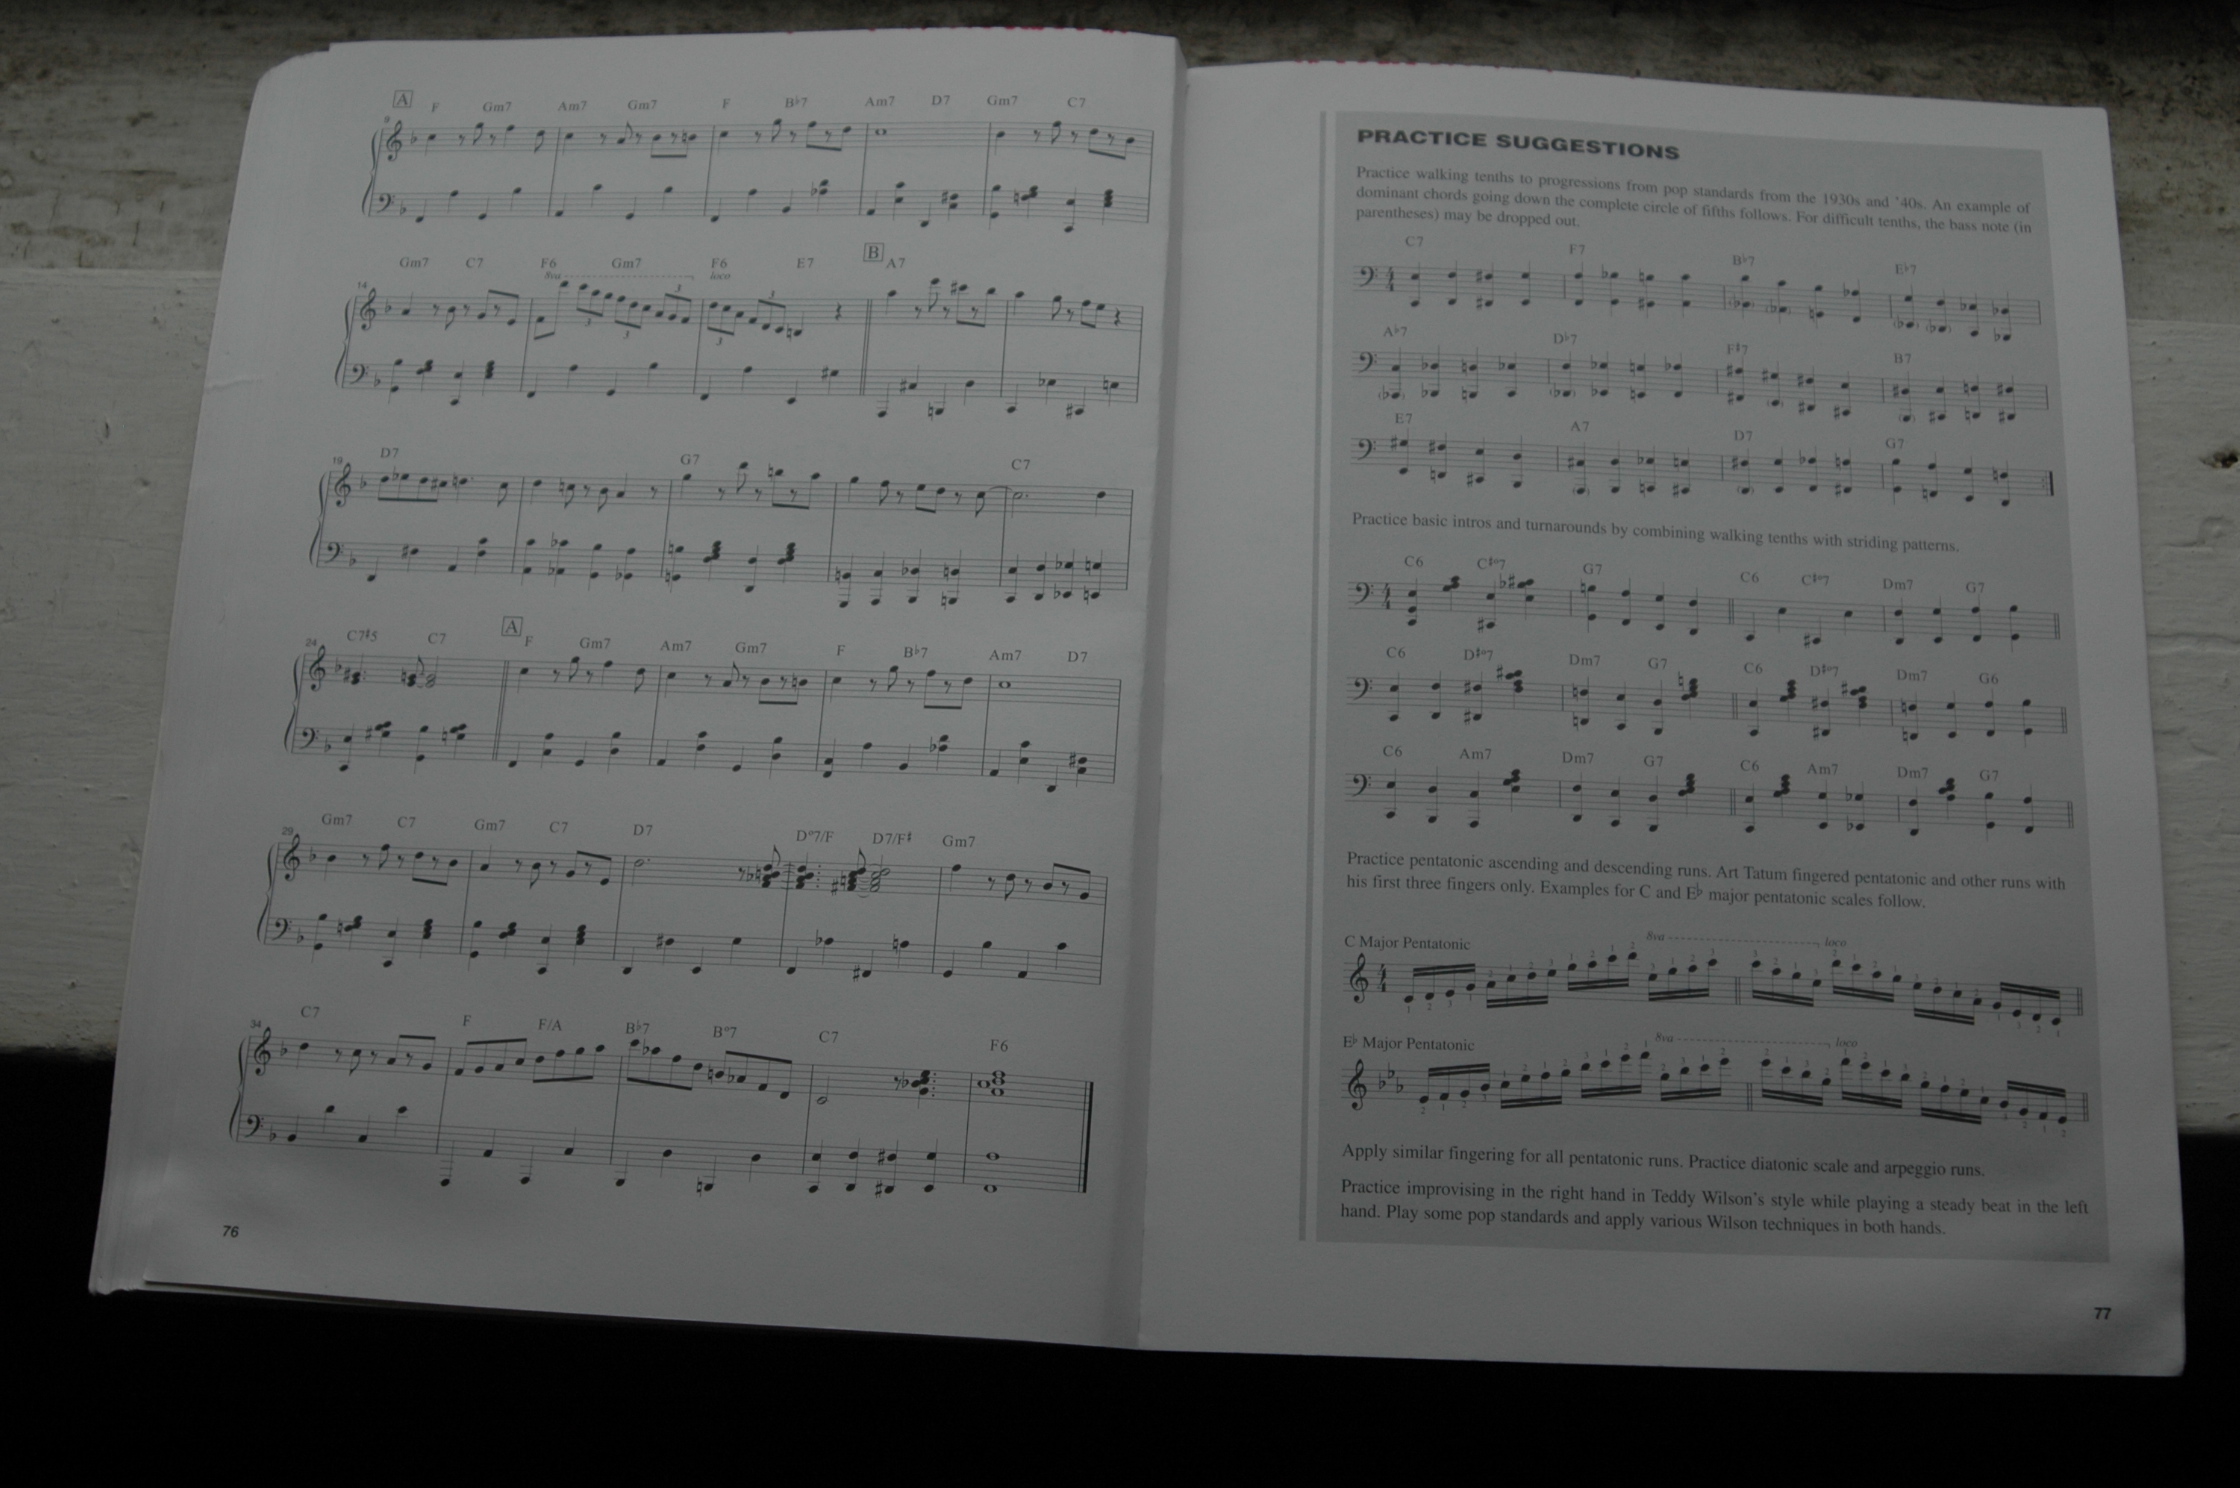 A
F Gm7 Am7 Gm7 F B♭7 Am7 D7 Gm7 C7
9
B
Gm7 C7 F6 Gm7 F6 E7 A7
8va loco
14
3 3 3 3 3
D7 G7 C7
19
A
C7♯5 C7 F Gm7 Am7 Gm7 F B♭7 Am7 D7
24
Gm7 C7 Gm7 C7 D7 D°7/F D7/F♯ Gm7
29
C7 F F/A B♭7 B°7 C7 F6
34
76
PRACTICE SUGGESTIONS
Practice walking tenths to progressions from pop standards from the 1930s and '40s. An example of
dominant chords going down the complete circle of fifths follows. For difficult tenths, the bass note (in
parentheses) may be dropped out.
C7 F7 B♭7 E♭7
A♭7 D♭7 F♯7 B7
E7 A7 D7 G7
Practice basic intros and turnarounds by combining walking tenths with striding patterns.
C6 C♯°7 G7 C6 C♯°7 Dm7 G7
C6 D♯°7 Dm7 G7 C6 D♯°7 Dm7 G6
C6 Am7 Dm7 G7 C6 Am7 Dm7 G7
Practice pentatonic ascending and descending runs. Art Tatum fingered pentatonic and other runs with
his first three fingers only. Examples for C and E♭ major pentatonic scales follow.
C Major Pentatonic 8va loco
E♭ Major Pentatonic 8va loco
Apply similar fingering for all pentatonic runs. Practice diatonic scale and arpeggio runs.
Practice improvising in the right hand in Teddy Wilson's style while playing a steady beat in the left
hand. Play some pop standards and apply various Wilson techniques in both hands.
77